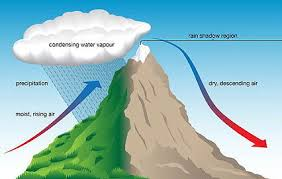 rain shadow region
condensing water vapour
precipitation
dry, descending air
moist, rising air